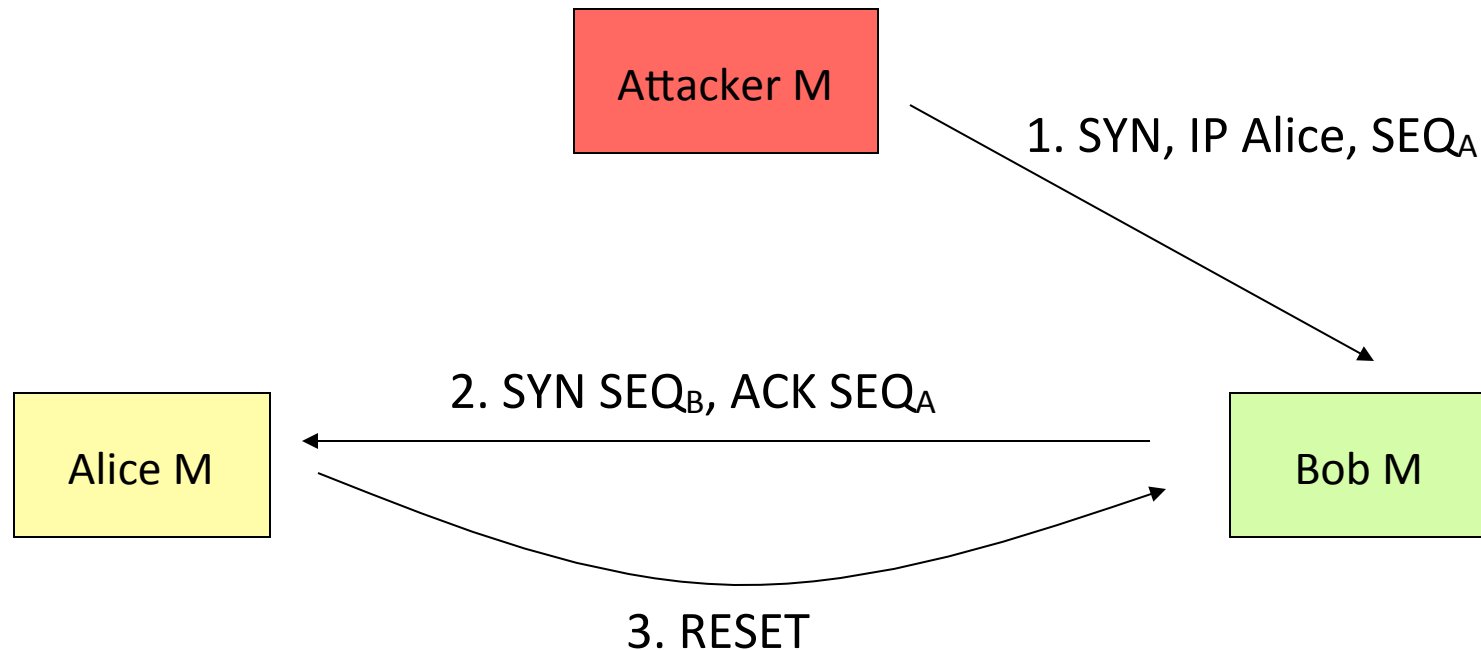 Attacker M
1. SYN, IP Alice, SEQA
2. SYN SEQB, ACK SEQA
Alice M
Bob M
3. RESET